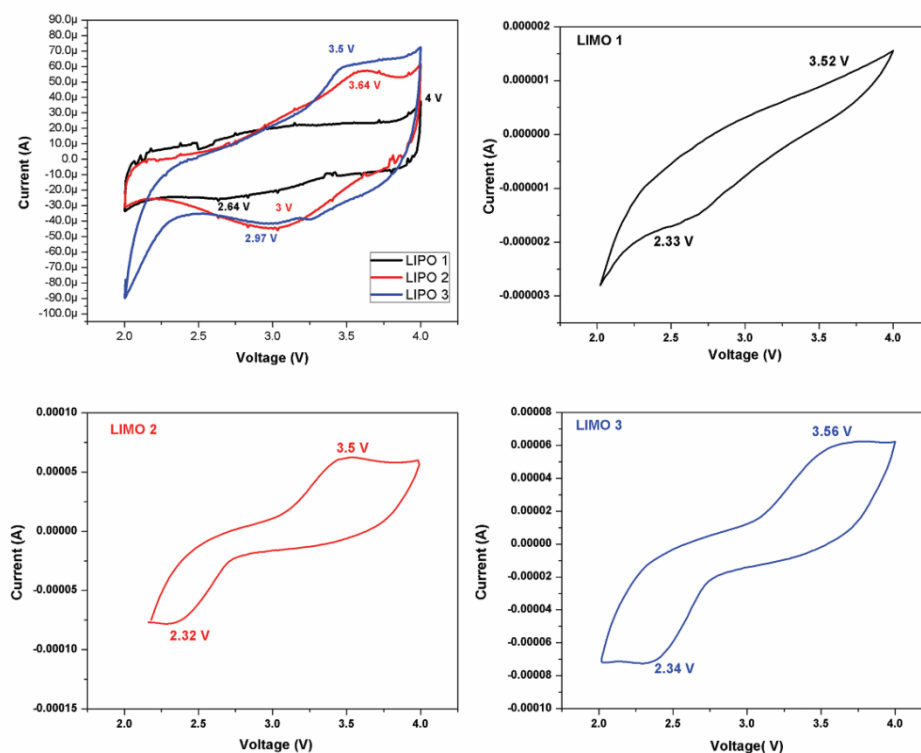 90.0µ
80.0µ
70.0µ
60.0µ
50.0µ
40.0µ
30.0µ
20.0µ
10.0µ
0.0
-10.0µ
-20.0µ
-30.0µ
-40.0µ
-50.0µ
-60.0µ
-70.0µ
-80.0µ
-90.0µ
-100.0µ
Current (A)
3.5 V
3.64 V
4 V
2.64 V
3 V
2.97 V
LIPO 1
LIPO 2
LIPO 3
2.0 2.5 3.0 3.5 4.0
Voltage (V)
LIMO 1
0.000002
0.000001
0.000000
-0.000001
-0.000002
-0.000003
Current (A)
3.52 V
2.33 V
2.0 2.5 3.0 3.5 4.0
Voltage (V)
LIMO 2
0.00010
0.00005
0.00000
-0.00005
-0.00010
-0.00015
Current (A)
3.5 V
2.32 V
2.0 2.5 3.0 3.5 4.0
Voltage (V)
LIMO 3
0.00008
0.00006
0.00004
0.00002
0.00000
-0.00002
-0.00004
-0.00006
-0.00008
-0.00010
Current (A)
3.56 V
2.34 V
2.0 2.5 3.0 3.5 4.0
Voltage( V)